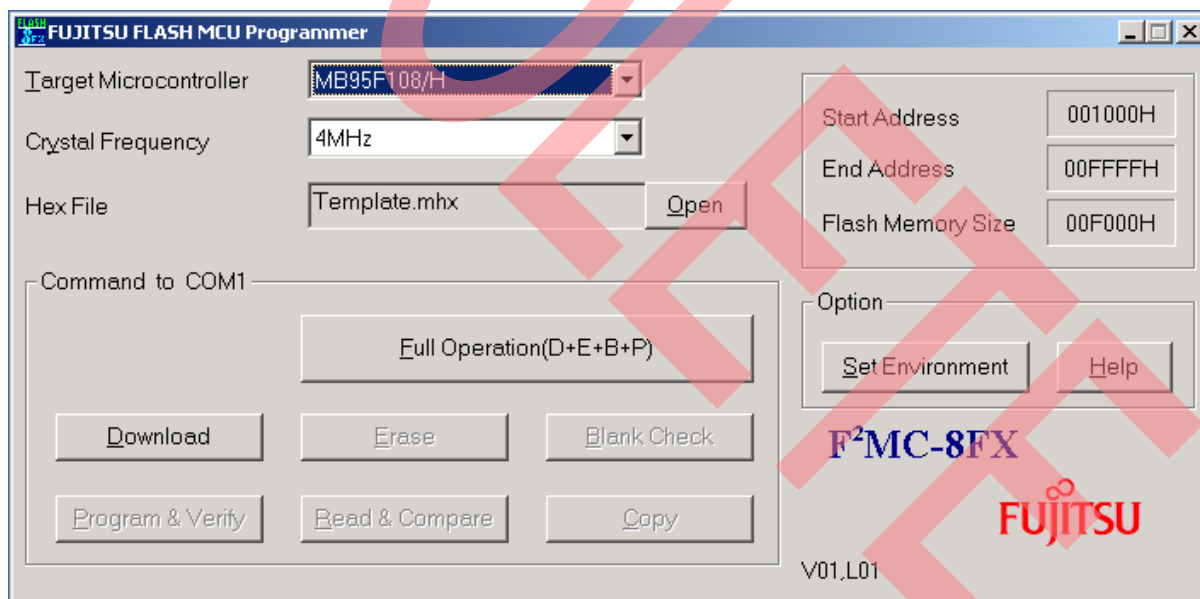 FLASH 8FX FUJITSU FLASH MCU Programmer
Target Microcontroller MB95F108/H
Crystal Frequency 4MHz
Hex File Template.mhx Open
Start Address 001000H
End Address 00FFFFH
Flash Memory Size 00F000H
Command to COM1
Full Operation(D+E+B+P)
Download Erase Blank Check
Program & Verify Read & Compare Copy
Option
Set Environment Help
F²MC-8FX
FUJITSU
V01,L01